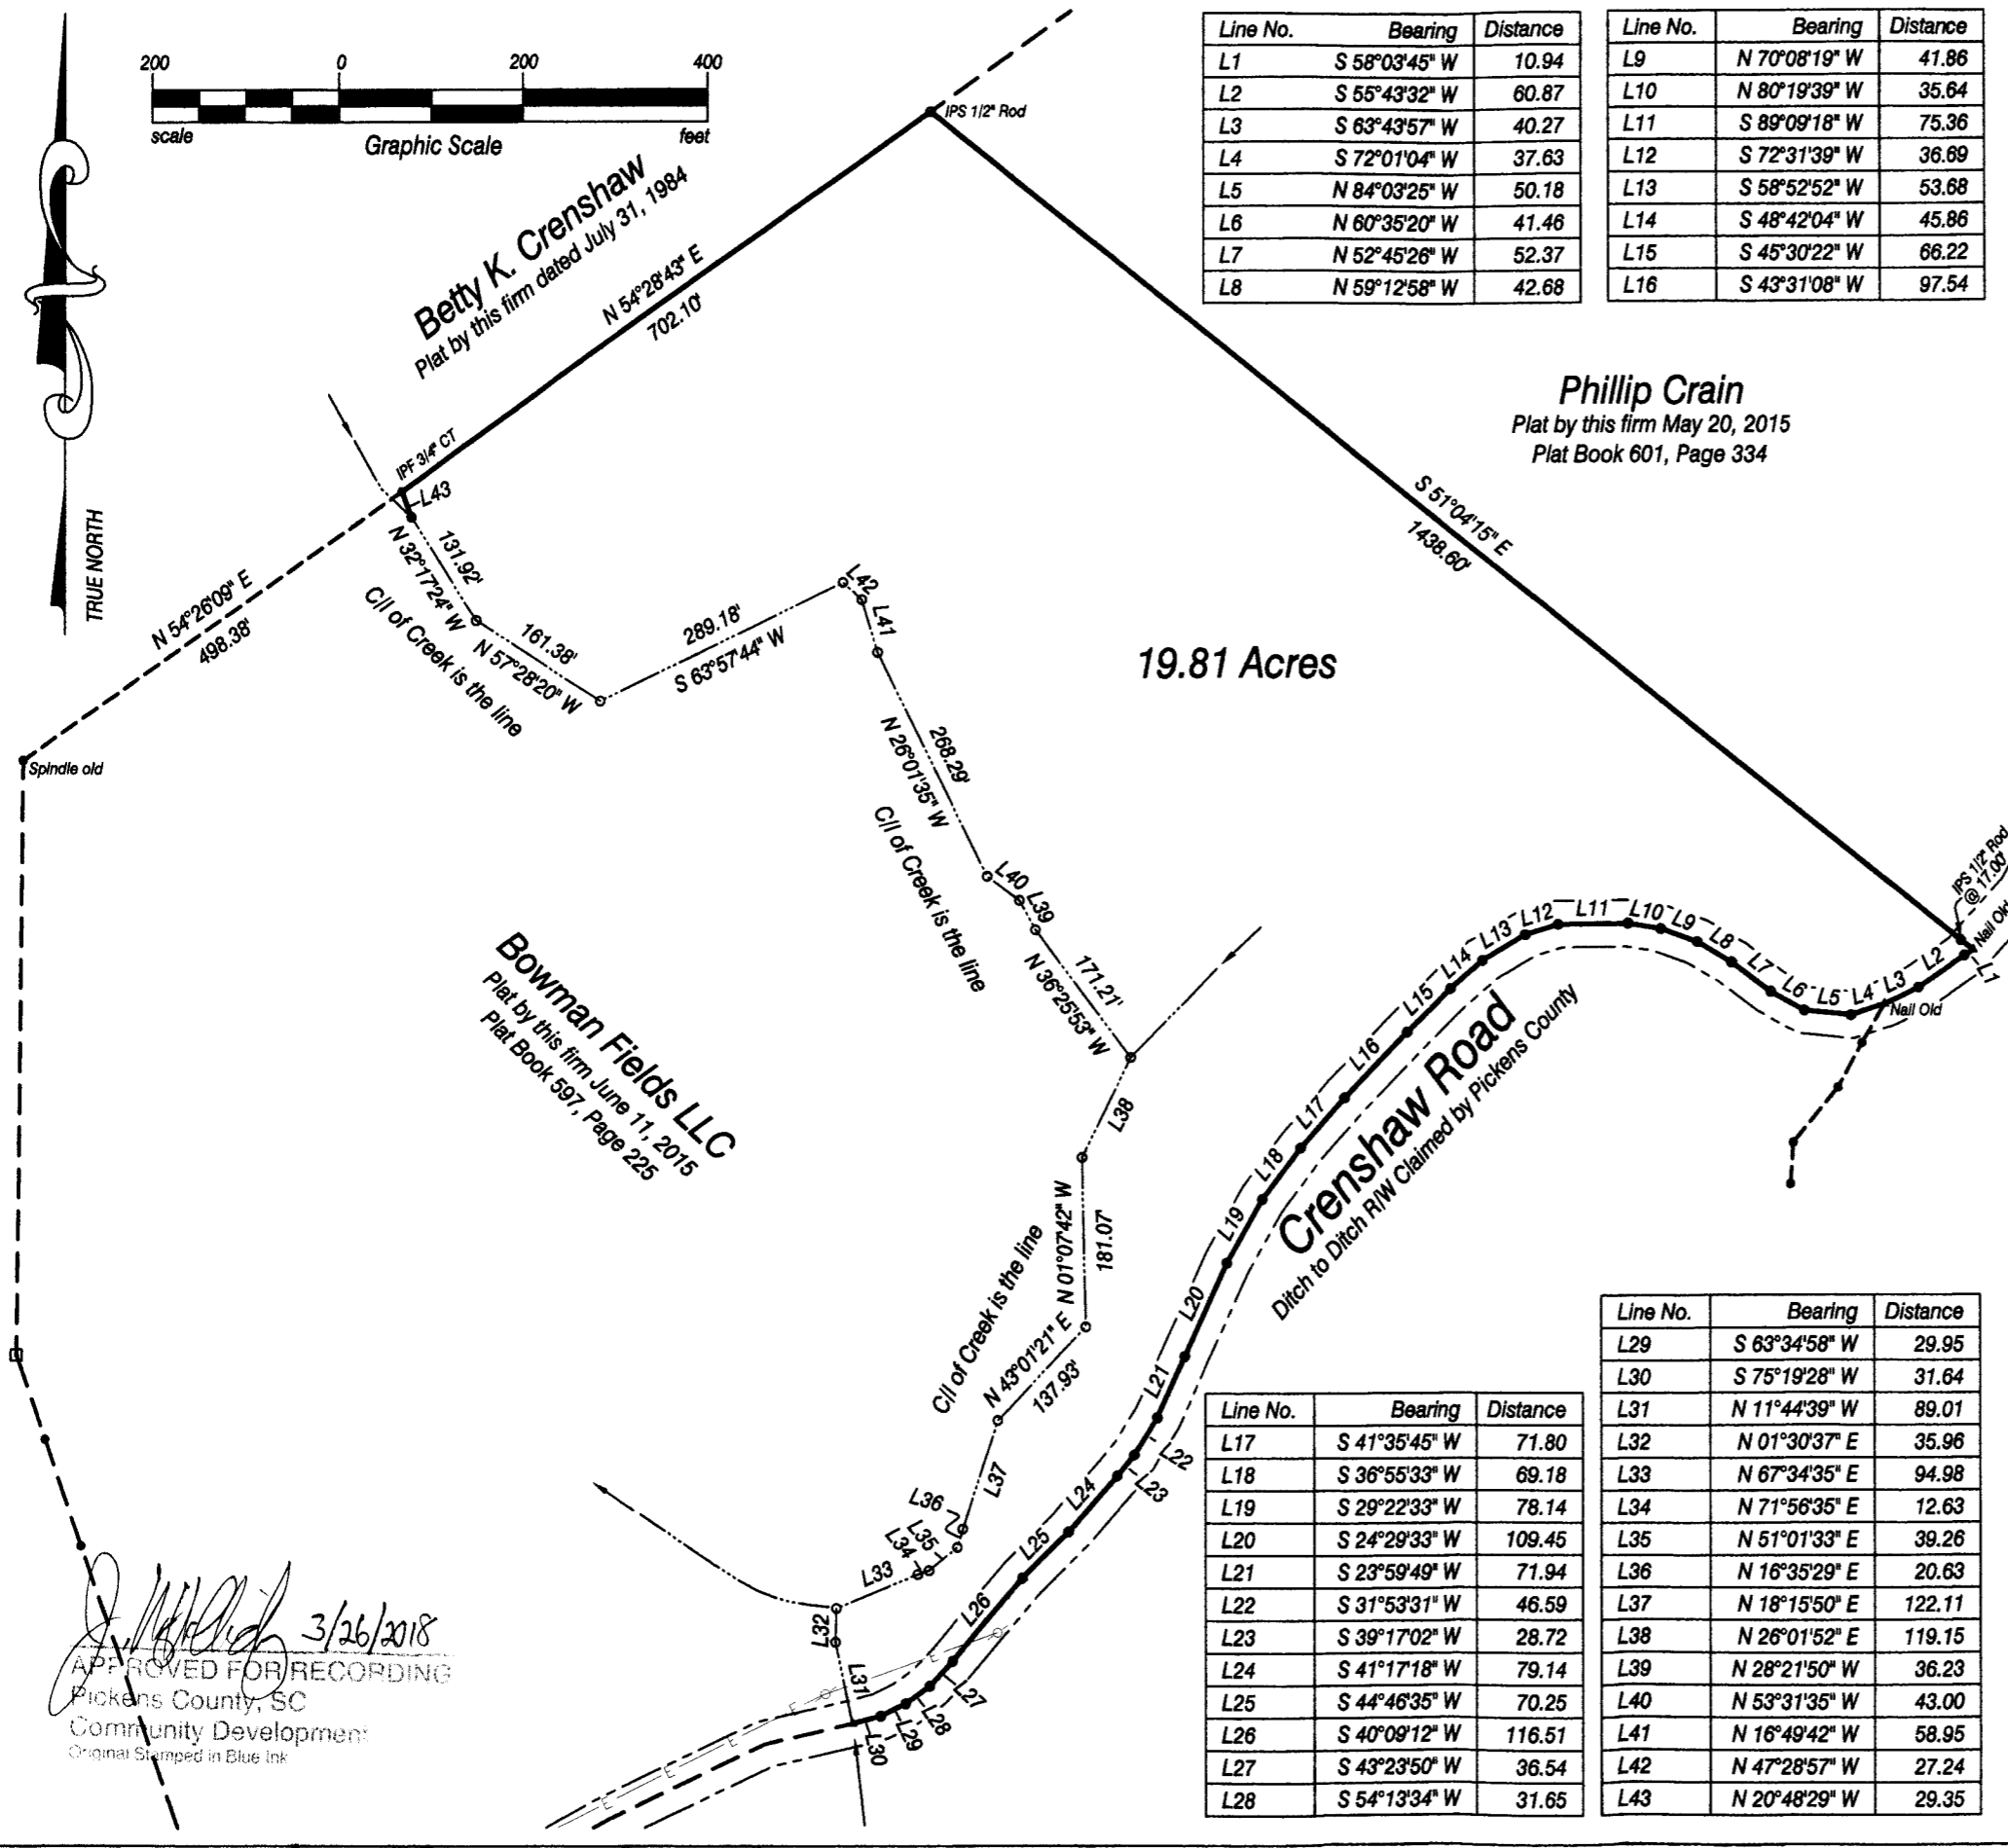 200 0 200 400
scale Graphic Scale feet
TRUE NORTH
Line No. Bearing Distance
L1 S 58°03'45" W 10.94
L2 S 55°43'32" W 60.87
L3 S 63°43'57" W 40.27
L4 S 72°01'04" W 37.63
L5 N 84°03'25" W 50.18
L6 N 60°35'20" W 41.46
L7 N 52°45'26" W 52.37
L8 N 59°12'58" W 42.68
Line No. Bearing Distance
L9 N 70°08'19" W 41.86
L10 N 80°19'39" W 35.64
L11 S 89°09'18" W 75.36
L12 S 72°31'39" W 36.69
L13 S 58°52'52" W 53.68
L14 S 48°42'04" W 45.86
L15 S 45°30'22" W 66.22
L16 S 43°31'08" W 97.54
IPS 1/2" Rod
Betty K. Crenshaw
Plat by this firm dated July 31, 1984
N 54°28'43" E
702.10'
Phillip Crain
Plat by this firm May 20, 2015
Plat Book 601, Page 334
S 51°04'15" E
1438.60'
IPF 3/4" CT
L43
131.92'
N 32°17'24" W
C/l of Creek is the line
161.38'
N 57°28'20" W
289.18'
S 63°57'44" W
L42
L41
N 54°26'09" E
498.38'
Spindle old
19.81 Acres
268.29'
N 26°01'35" W
C/l of Creek is the line
L40
L39
171.21'
N 36°25'53" W
L38
IPS 1/2" Rod
@ 17.00'
Nail Old
L1
L2
L3
L4
L5
L6
L7
L8
L9
L10
L11
L12
L13
L14
L15
L16
L17
L18
L19
L20
L21
L22
L23
L24
L25
L26
L27
L28
L29
L30
Nail Old
Bowman Fields LLC
Plat by this firm June 11, 2015
Plat Book 597, Page 225
Crenshaw Road
Ditch to Ditch R/W Claimed by Pickens County
N 01°07'42" W
181.07'
C/l of Creek is the line
N 43°01'21" E
137.93'
L37
L36
L35
L34
L33
L32
L31
E
E
E
E
E
Line No. Bearing Distance
L17 S 41°35'45" W 71.80
L18 S 36°55'33" W 69.18
L19 S 29°22'33" W 78.14
L20 S 24°29'33" W 109.45
L21 S 23°59'49" W 71.94
L22 S 31°53'31" W 46.59
L23 S 39°17'02" W 28.72
L24 S 41°17'18" W 79.14
L25 S 44°46'35" W 70.25
L26 S 40°09'12" W 116.51
L27 S 43°23'50" W 36.54
L28 S 54°13'34" W 31.65
Line No. Bearing Distance
L29 S 63°34'58" W 29.95
L30 S 75°19'28" W 31.64
L31 N 11°44'39" W 89.01
L32 N 01°30'37" E 35.96
L33 N 67°34'35" E 94.98
L34 N 71°56'35" E 12.63
L35 N 51°01'33" E 39.26
L36 N 16°35'29" E 20.63
L37 N 18°15'50" E 122.11
L38 N 26°01'52" E 119.15
L39 N 28°21'50" W 36.23
L40 N 53°31'35" W 43.00
L41 N 16°49'42" W 58.95
L42 N 47°28'57" W 27.24
L43 N 20°48'29" W 29.35
3/26/2018
APPROVED FOR RECORDING
Pickens County, SC
Community Development
Original Stamped in Blue Ink